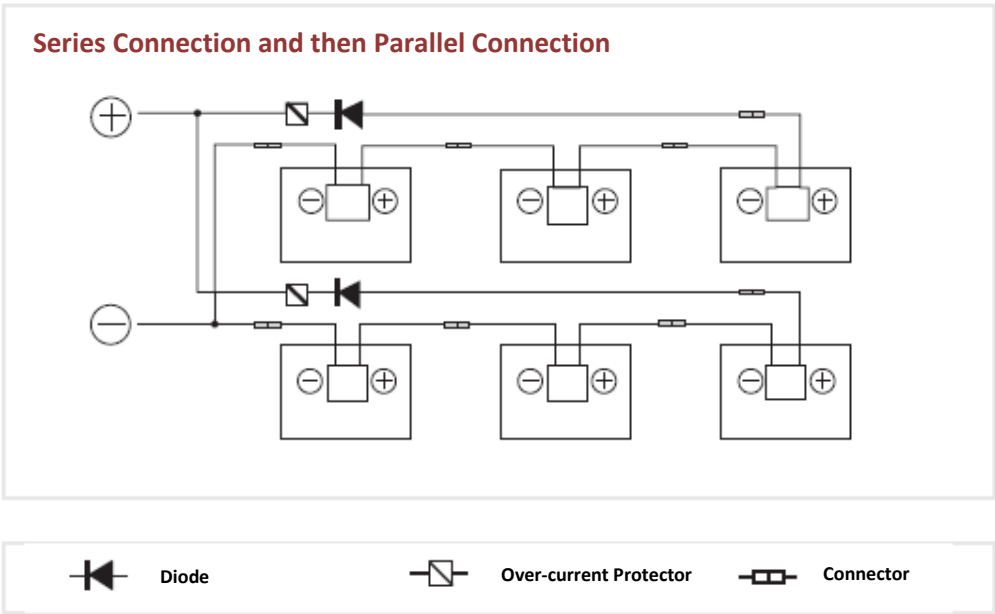 Series Connection and then Parallel Connection
Diode
Over-current Protector
Connector